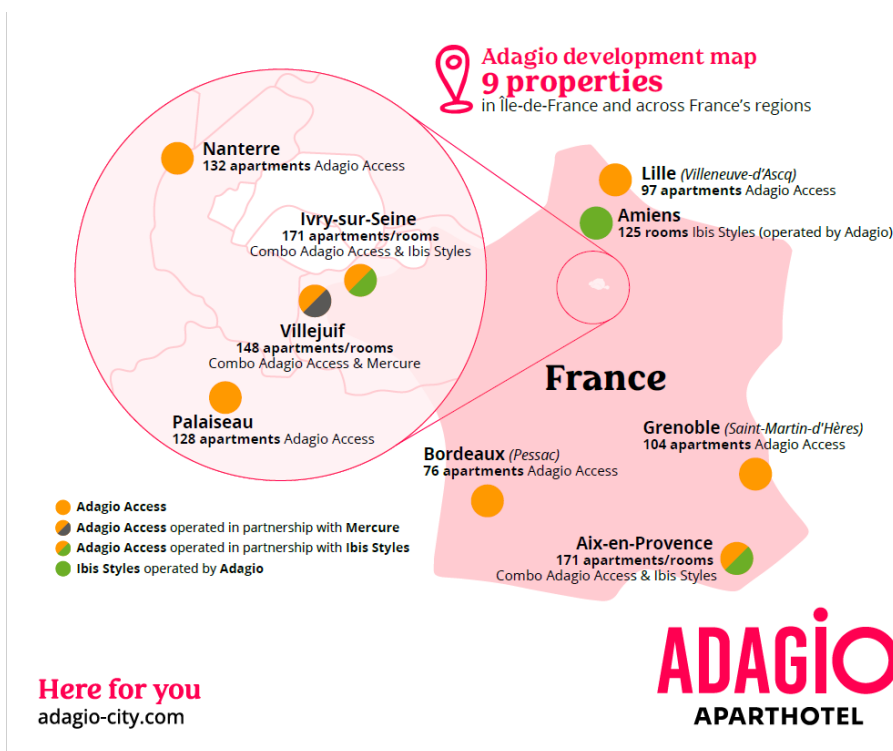 Adagio development map
9 properties
in Île-de-France and across France's regions
Nanterre
132 apartments Adagio Access
Ivry-sur-Seine
171 apartments/rooms
Combo Adagio Access & Ibis Styles
Villejuif
148 apartments/rooms
Combo Adagio Access & Mercure
Palaiseau
128 apartments Adagio Access
Lille (Villeneuve-d'Ascq)
97 apartments Adagio Access
Amiens
125 rooms Ibis Styles (operated by Adagio)
France
Grenoble (Saint-Martin-d'Hères)
104 apartments Adagio Access
Bordeaux (Pessac)
76 apartments Adagio Access
Aix-en-Provence
171 apartments/rooms
Combo Adagio Access & Ibis Styles
Adagio Access
Adagio Access operated in partnership with Mercure
Adagio Access operated in partnership with Ibis Styles
Ibis Styles operated by Adagio
Here for you
adagio-city.com
ADAGiO
APARTHOTEL